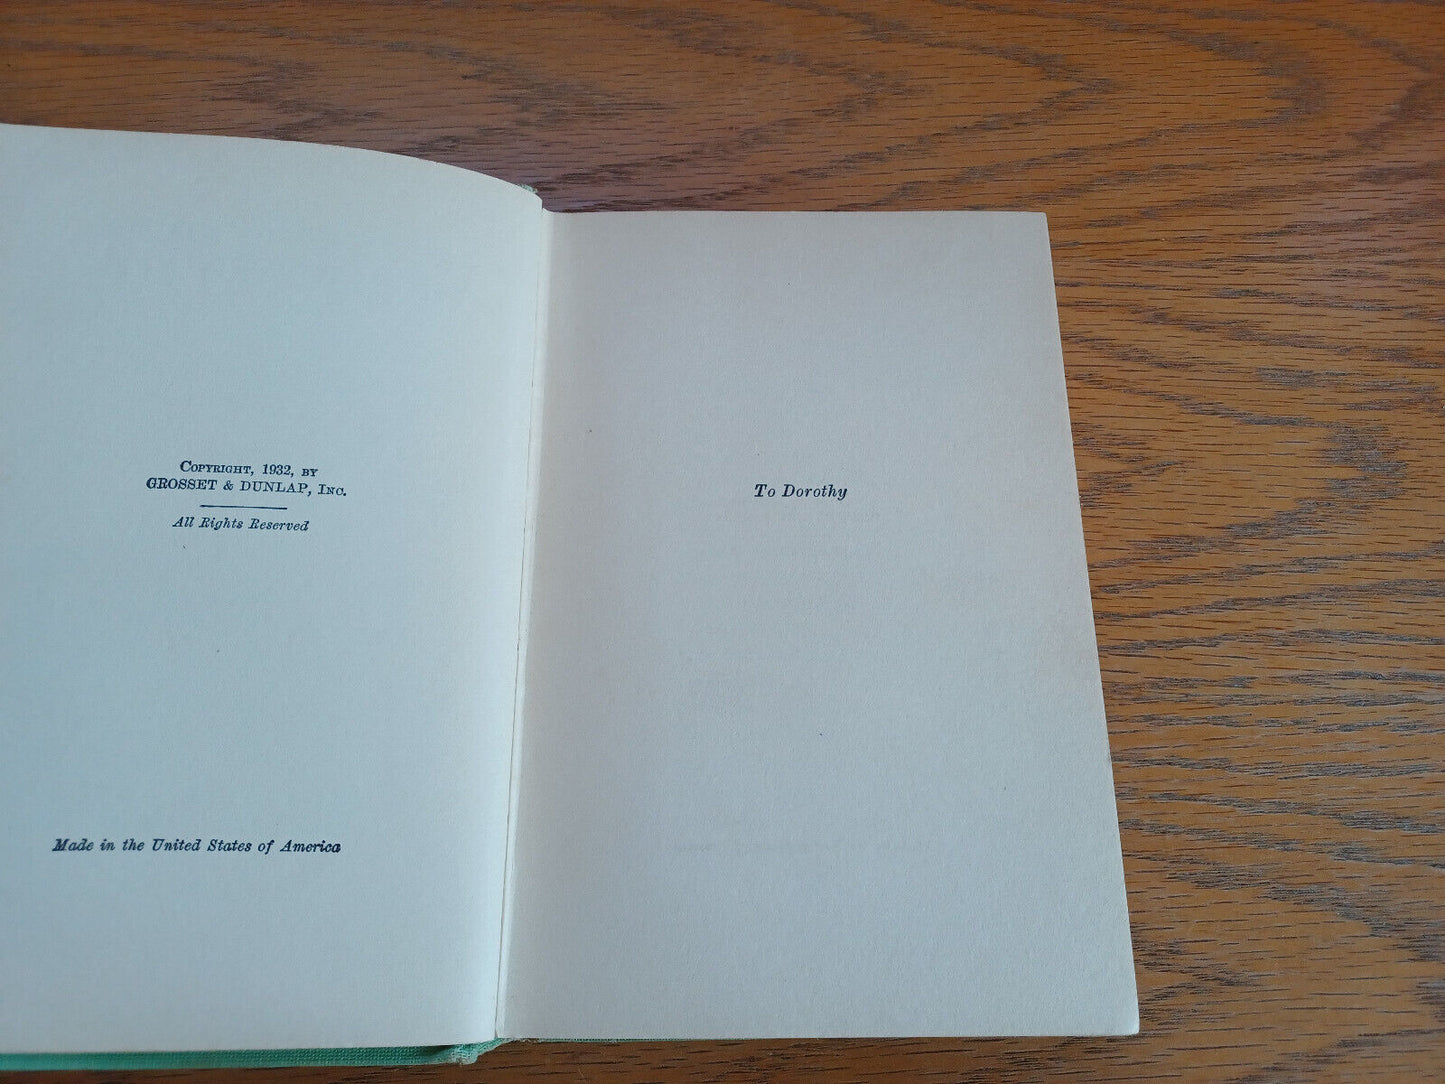 Copyright, 1932, by
GROSSET & DUNLAP, Inc.
All Rights Reserved
Made in the United States of America
To Dorothy